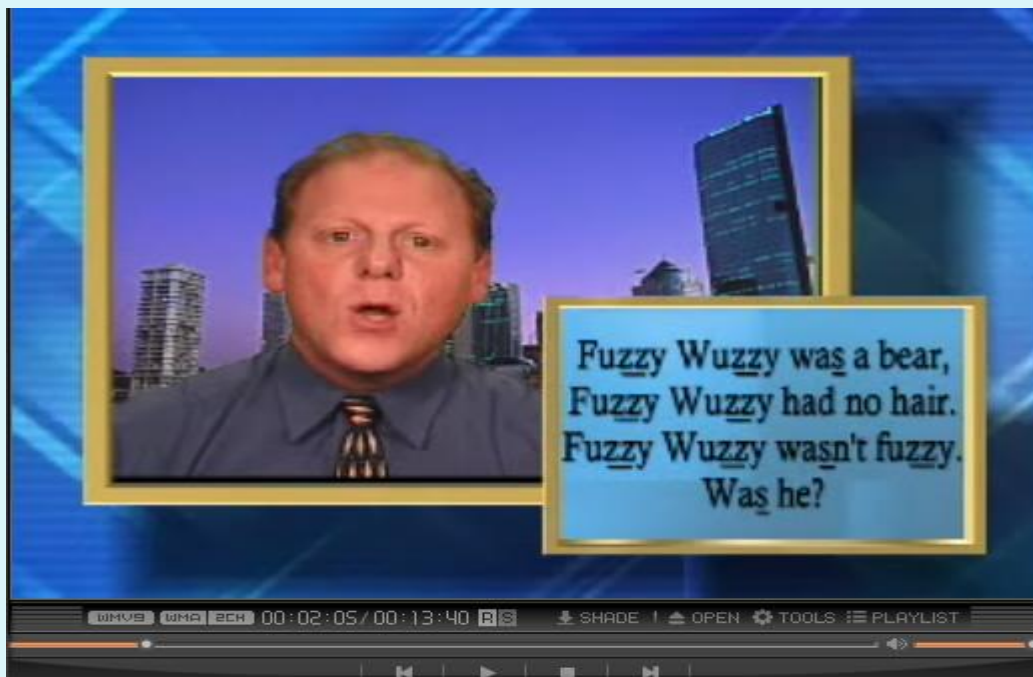 Fuzzy Wuzzy was a bear,
Fuzzy Wuzzy had no hair.
Fuzzy Wuzzy wasn't fuzzy.
Was he?
WMV9 WMA 2CH 00:02:05/00:13:40 R S SHADE OPEN TOOLS PLAYLIST